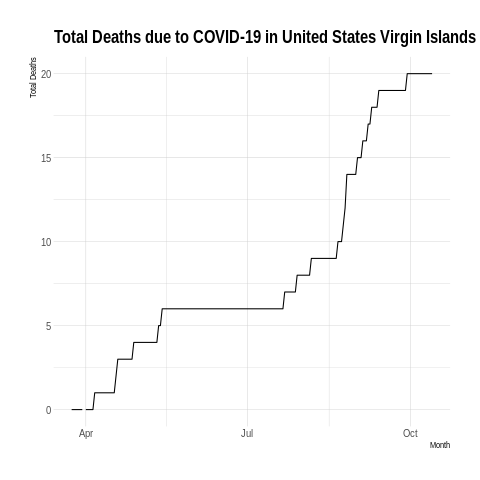 Total Deaths due to COVID-19 in United States Virgin Islands
Total Deaths
20
15
10
5
0
Apr
Jul
Oct
Month